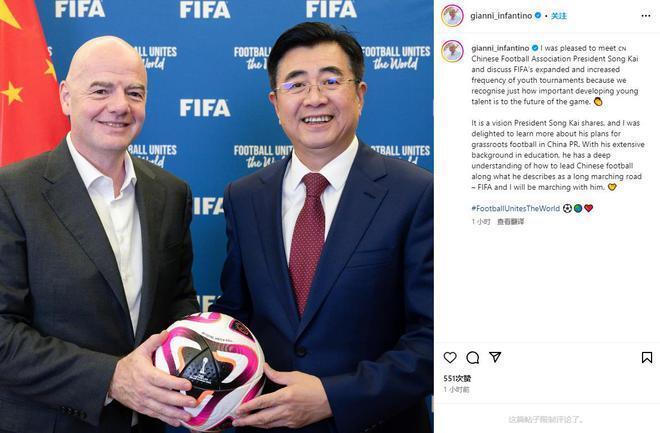 FIFA
FIFA
FIFA
FOOTBALL UNITES
the World
FOOTBALL UNITES
the World
FIFA
FOOTBALL UNITES
the World
FOOTBALL UNITES
the World
FIFA
FIFA
gianni_infantino • 关注
gianni_infantino I was pleased to meet CN
Chinese Football Association President Song Kai
and discuss FIFA's expanded and increased
frequency of youth tournaments because we
recognise just how important developing young
talent is to the future of the game. 👏
It is a vision President Song Kai shares, and I was
delighted to learn more about his plans for
grassroots football in China PR. With his extensive
background in education, he has a deep
understanding of how to lead Chinese football
along what he describes as a long marching road
– FIFA and I will be marching with him. 🤝
#FootballUnitesTheWorld ⚽🌍❤️
1 小时 查看翻译
551次赞
1 小时前
这篇帖子限制评论了。